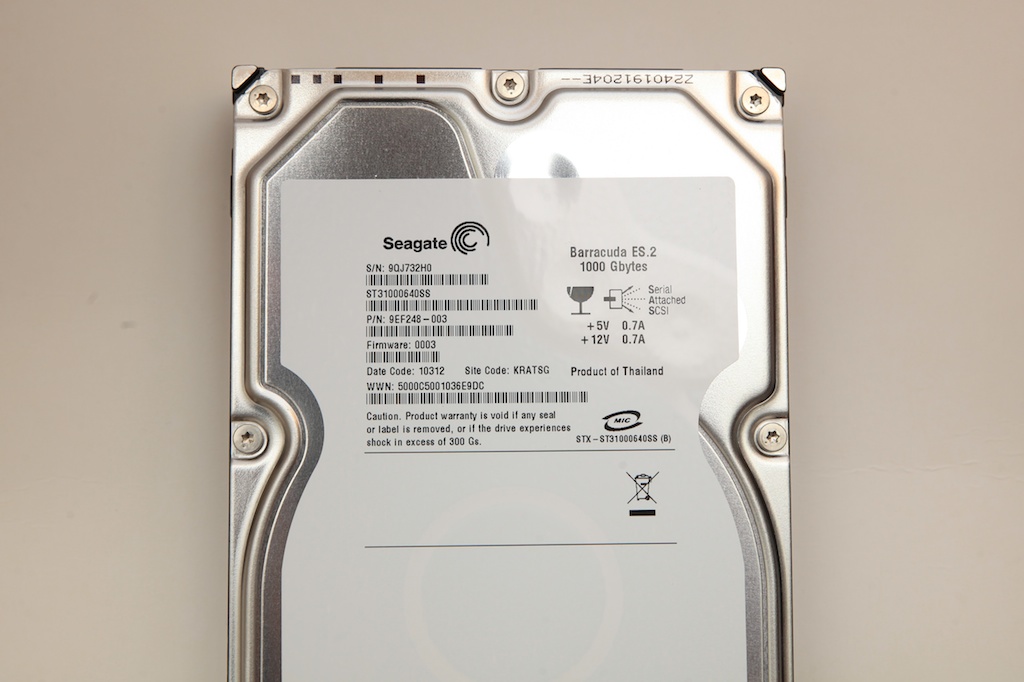 Z240191204E--
Seagate
S/N: 9QJ732H0
ST31000640SS
P/N: 9EF248-003
Firmware: 0003
Date Code: 10312 Site Code: KRATSG
WWN: 5000C5001036E9DC
Caution. Product warranty is void if any seal
or label is removed, or if the drive experiences
shock in excess of 300 Gs.
Barracuda ES.2
1000 Gbytes
Serial
Attached
SCSI
+5V 0.7A
+12V 0.7A
Product of Thailand
MIC
STX-ST31000640SS (B)